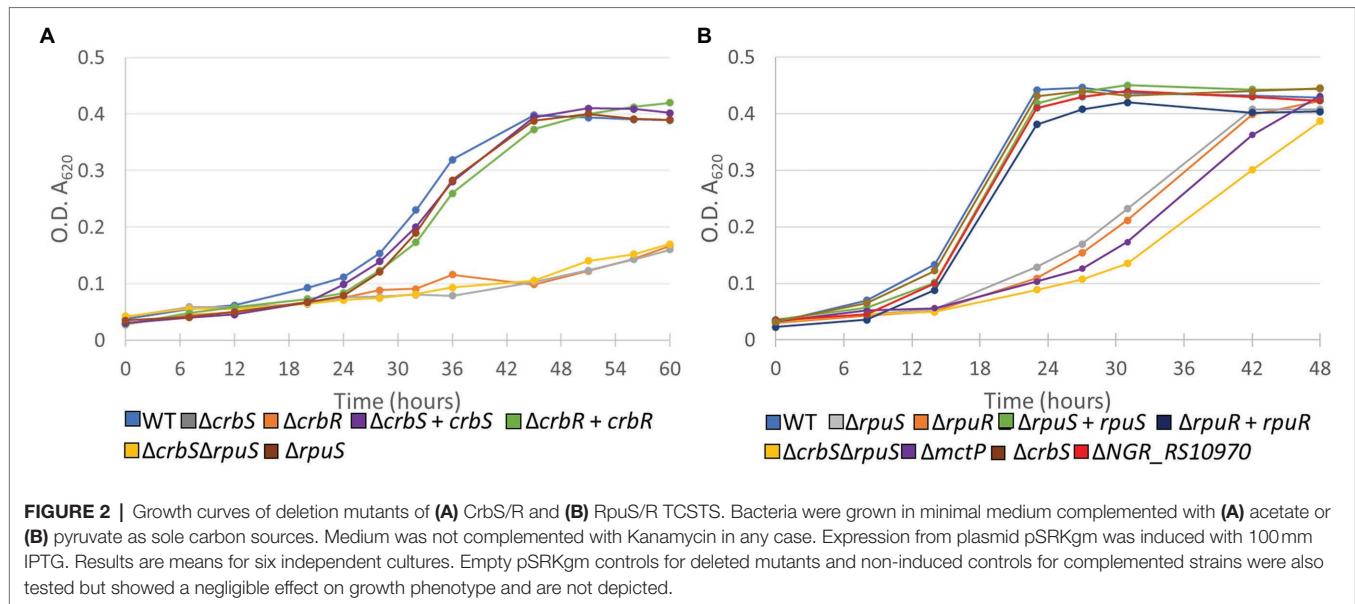 A
0.5
0.4
0.3
0.2
0.1
0
O.D. A620
0 6 12 18 24 30 36 42 48 54 60
Time (hours)
WT ΔcrbS ΔcrbR ΔcrbS + crbS ΔcrbR + crbR
ΔcrbSΔrpuS ΔrpuS
B
0.5
0.4
0.3
0.2
0.1
0
O.D. A620
0 6 12 18 24 30 36 42 48
Time (hours)
WT ΔrpuS ΔrpuR ΔrpuS + rpuS ΔrpuR + rpuR
ΔcrbSΔrpuS ΔmctP ΔcrbS ΔNGR_RS10970
FIGURE 2 | Growth curves of deletion mutants of (A) CrbS/R and (B) RpuS/R TCSTS. Bacteria were grown in minimal medium complemented with (A) acetate or
(B) pyruvate as sole carbon sources. Medium was not complemented with Kanamycin in any case. Expression from plasmid pSRKgm was induced with 100 mm
IPTG. Results are means for six independent cultures. Empty pSRKgm controls for deleted mutants and non-induced controls for complemented strains were also
tested but showed a negligible effect on growth phenotype and are not depicted.